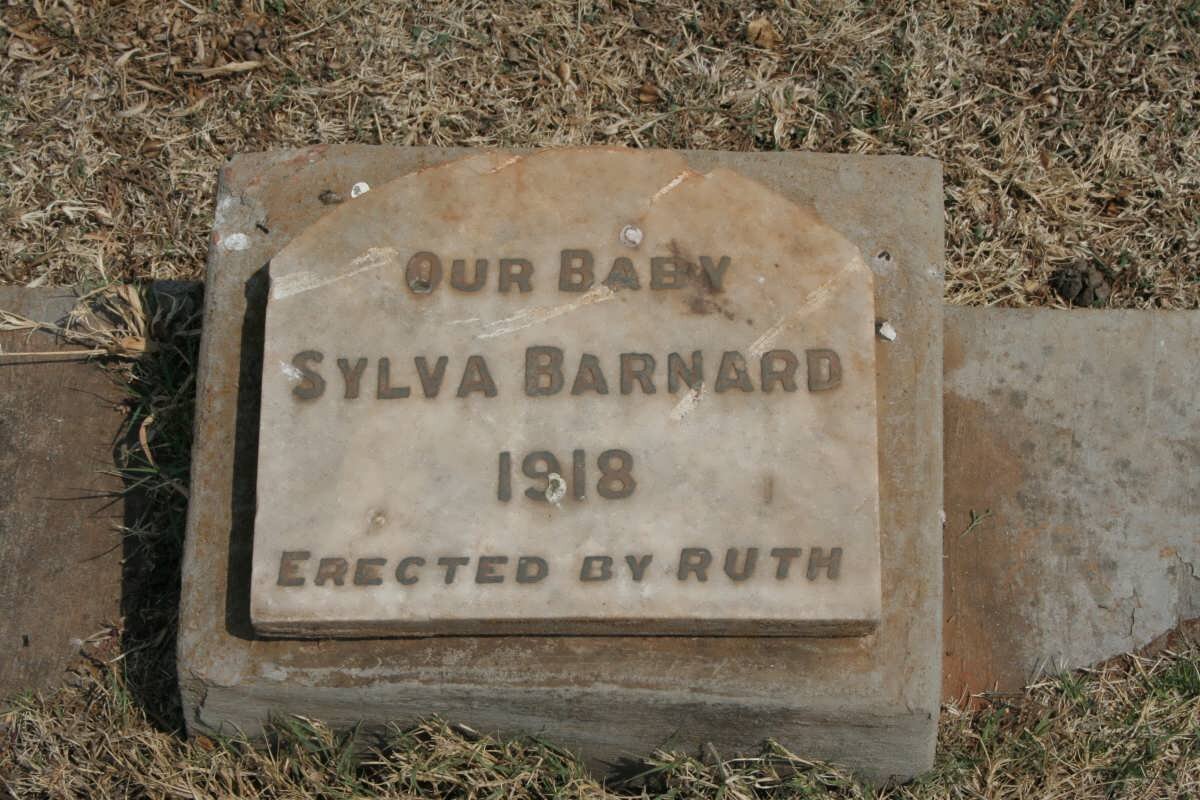 OUR BABY
SYLVA BARNARD
1918
ERECTED BY RUTH